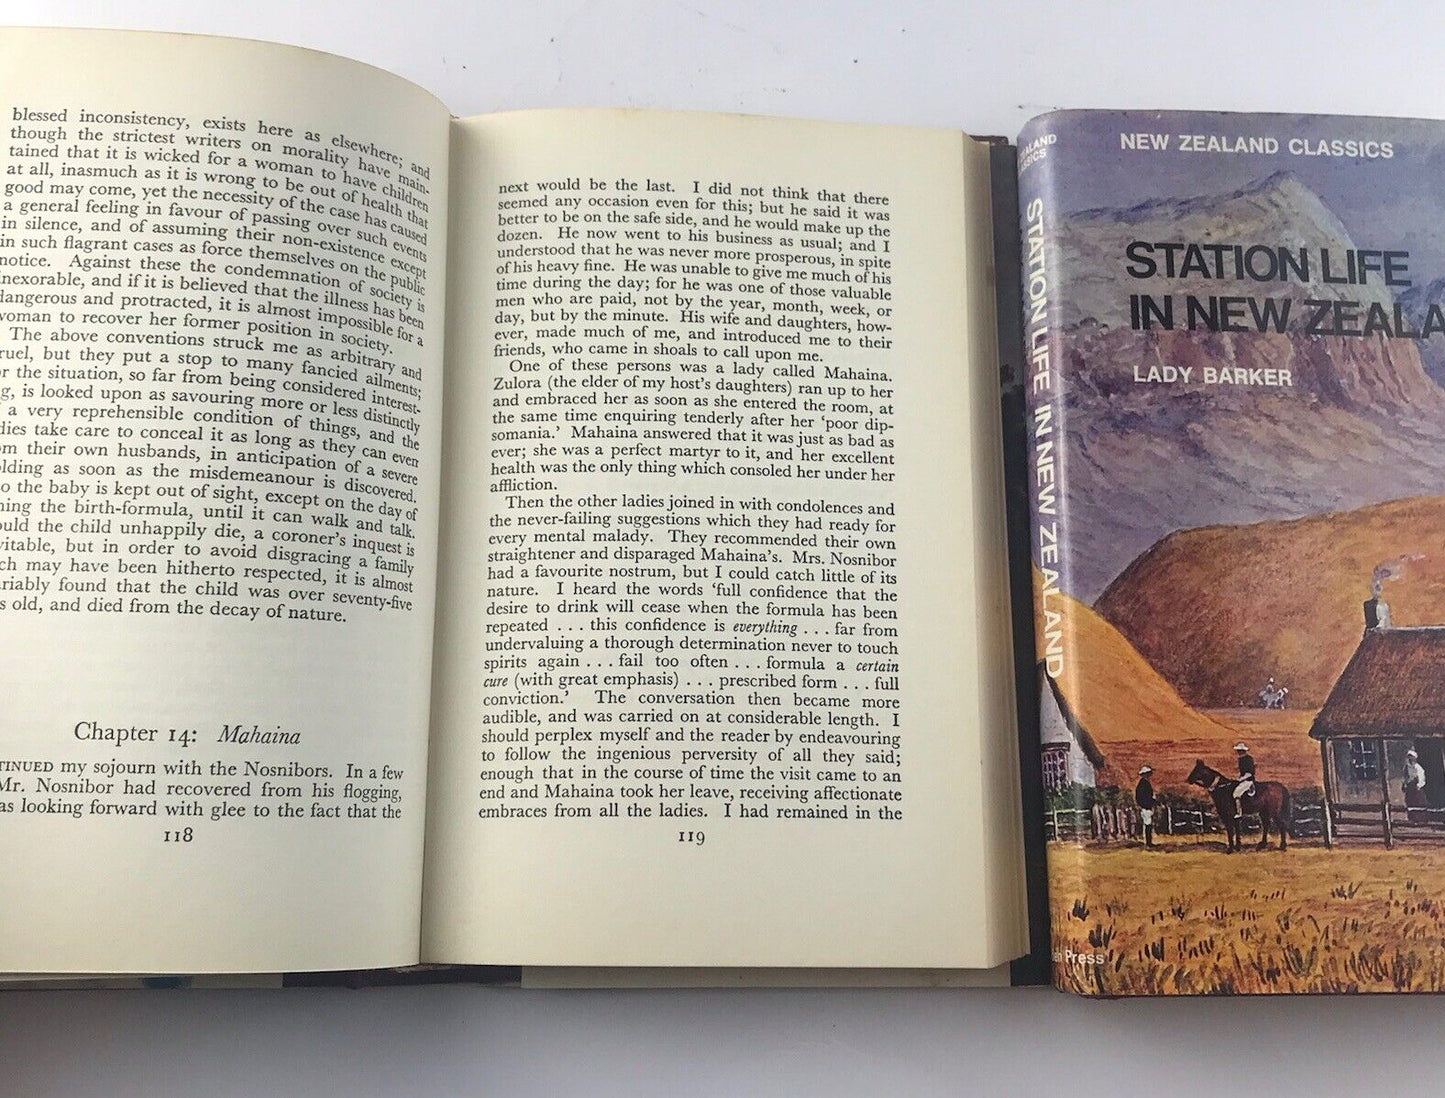 blessed inconsistency, exists here as elsewhere; and
though the strictest writers on morality have main-
tained that it is wicked for a woman to have children
at all, inasmuch as it is wrong to be out of health that
good may come, yet the necessity of the case has caused
a general feeling in favour of passing over such events
in silence, and of assuming their non-existence except
in such flagrant cases as force themselves on the public
notice. Against these the condemnation of society is
inexorable, and if it is believed that the illness has been
dangerous and protracted, it is almost impossible for a
woman to recover her former position in society.
The above conventions struck me as arbitrary and
ruel, but they put a stop to many fancied ailments;
or the situation, so far from being considered interest-
g, is looked upon as savouring more or less distinctly
f a very reprehensible condition of things, and the
dies take care to conceal it as long as they can even
om their own husbands, in anticipation of a severe
olding as soon as the misdemeanour is discovered.
o the baby is kept out of sight, except on the day of
ning the birth-formula, until it can walk and talk.
ould the child unhappily die, a coroner's inquest is
vitable, but in order to avoid disgracing a family
ch may have been hitherto respected, it is almost
ariably found that the child was over seventy-five
s old, and died from the decay of nature.
Chapter 14: Mahaina
TINUED my sojourn with the Nosnibors. In a few
Mr. Nosnibor had recovered from his flogging,
as looking forward with glee to the fact that the
118
next would be the last. I did not think that there
seemed any occasion even for this; but he said it was
better to be on the safe side, and he would make up the
dozen. He now went to his business as usual; and I
understood that he was never more prosperous, in spite
of his heavy fine. He was unable to give me much of his
time during the day; for he was one of those valuable
men who are paid, not by the year, month, week, or
day, but by the minute. His wife and daughters, how-
ever, made much of me, and introduced me to their
friends, who came in shoals to call upon me.
One of these persons was a lady called Mahaina.
Zulora (the elder of my host's daughters) ran up to her
and embraced her as soon as she entered the room, at
the same time enquiring tenderly after her 'poor dip-
somania.' Mahaina answered that it was just as bad as
ever; she was a perfect martyr to it, and her excellent
health was the only thing which consoled her under her
affliction.
Then the other ladies joined in with condolences and
the never-failing suggestions which they had ready for
every mental malady. They recommended their own
straightener and disparaged Mahaina's. Mrs. Nosnibor
had a favourite nostrum, but I could catch little of its
nature. I heard the words 'full confidence that the
desire to drink will cease when the formula has been
repeated . . . this confidence is everything . . . far from
undervaluing a thorough determination never to touch
spirits again . . . fail too often . . . formula a certain
cure (with great emphasis) . . . prescribed form . . . full
conviction.' The conversation then became more
audible, and was carried on at considerable length. I
should perplex myself and the reader by endeavouring
to follow the ingenious perversity of all they said;
enough that in the course of time the visit came to an
end and Mahaina took her leave, receiving affectionate
embraces from all the ladies. I had remained in the
119
EALAND
SSICS
STATION LIFE IN NEW ZEALAND
en Press
NEW ZEALAND CLASSICS
STATION LIFE
IN NEW ZEALA
LADY BARKER